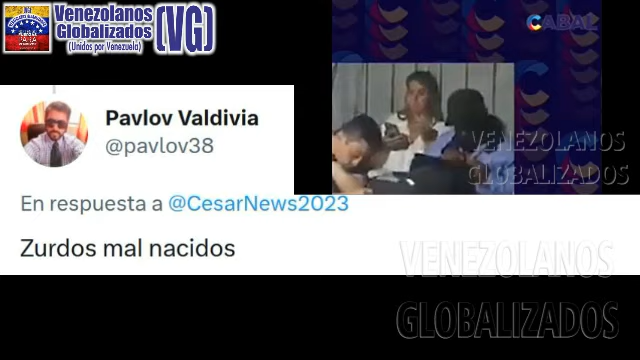 Venezolanos
Globalizados
(Unidos por Venezuela)
(VG)
CABAL
Pavlov Valdivia
@pavlov38
En respuesta a @CesarNews2023
Zurdos mal nacidos
VENEZOLANOS
GLOBALIZADOS
VENEZOLANOS
GLOBALIZADOS